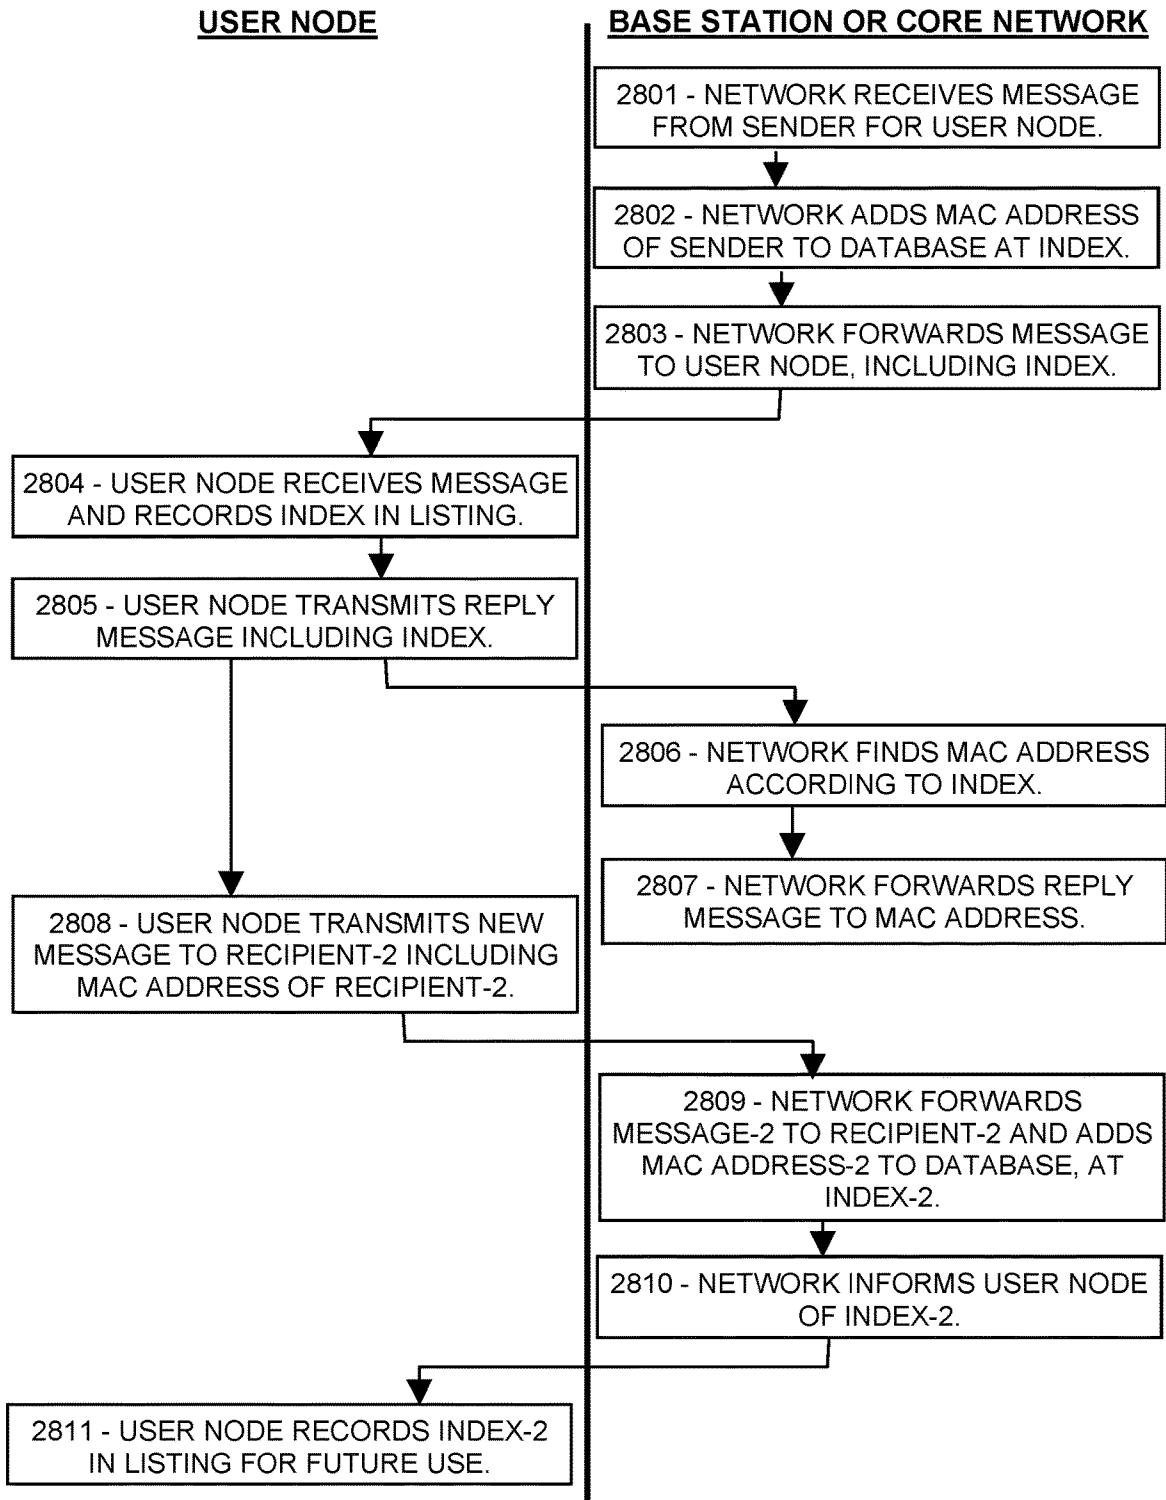 USER NODE
BASE STATION OR CORE NETWORK
2801 - NETWORK RECEIVES MESSAGE
FROM SENDER FOR USER NODE.
2802 - NETWORK ADDS MAC ADDRESS
OF SENDER TO DATABASE AT INDEX.
2803 - NETWORK FORWARDS MESSAGE
TO USER NODE, INCLUDING INDEX.
2804 - USER NODE RECEIVES MESSAGE
AND RECORDS INDEX IN LISTING.
2805 - USER NODE TRANSMITS REPLY
MESSAGE INCLUDING INDEX.
2806 - NETWORK FINDS MAC ADDRESS
ACCORDING TO INDEX.
2807 - NETWORK FORWARDS REPLY
MESSAGE TO MAC ADDRESS.
2808 - USER NODE TRANSMITS NEW
MESSAGE TO RECIPIENT-2 INCLUDING
MAC ADDRESS OF RECIPIENT-2.
2809 - NETWORK FORWARDS
MESSAGE-2 TO RECIPIENT-2 AND ADDS
MAC ADDRESS-2 TO DATABASE, AT
INDEX-2.
2810 - NETWORK INFORMS USER NODE
OF INDEX-2.
2811 - USER NODE RECORDS INDEX-2
IN LISTING FOR FUTURE USE.